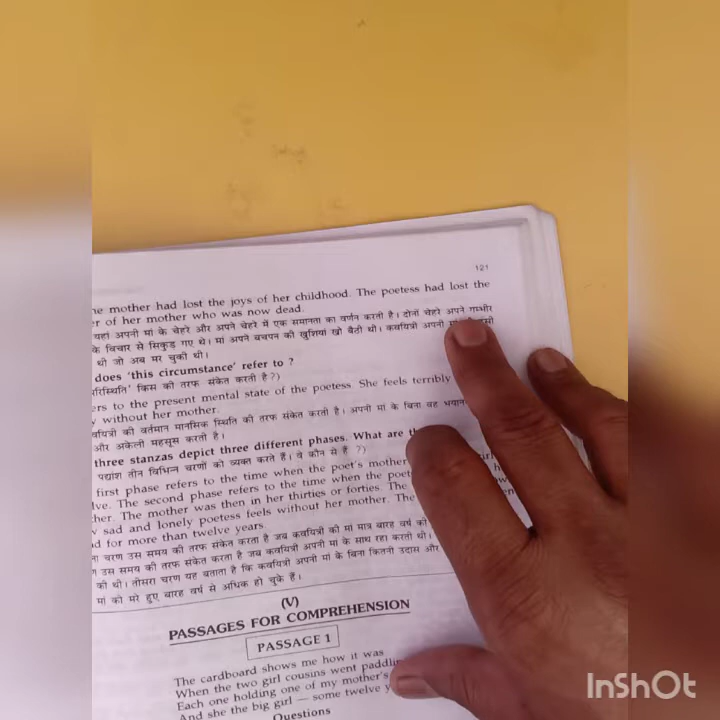 121
he mother had lost the joys of her childhood. The poetess had lost the
er of her mother who was now dead.
यहां अपनी मां के चेहरे और अपने चेहरे में एक समानता का वर्णन करती है। दोनों चेहरे अपने गम्भीर
के विचार से सिकुड़ गए थे। मां अपने बचपन की खुशियां खो बैठी थी। कवयित्री अपनी
थी जो अब मर चुकी थी।
does 'this circumstance' refer to ?
परिस्थिति' किस की तरफ संकेत करती है?)
ers to the present mental state of the poetess. She feels terribly
y without her mother.
वयित्री की वर्तमान मानसिक स्थिति की तरफ संकेत करती है। अपनी मां के बिना वह
और अकेली महसूस करती है।
three stanzas depict three different phases. What are
पद्यांश तीन विभिन्न चरणों को व्यक्त करते हैं। वे कौन से हैं ?)
first phase refers to the time when the poet's mother
lve. The second phase refers to the time when the
her. The mother was then in her thirties or forties. The
w sad and lonely poetess feels without her mother. The
d for more than twelve years.
चरण उस समय की तरफ संकेत करता है जब कवयित्री की मां मात्र बारह वर्ष की
उस समय की तरफ संकेत करता है जब कवयित्री अपनी मां के साथ रहा करती थी।
की थी। तीसरा चरण यह बताता है कि कवयित्री अपनी मां के बिना कितनी उदास और
मां को मरे हुए बारह वर्ष से अधिक हो चुके हैं।
(V)
PASSAGES FOR COMPREHENSION
PASSAGE 1
The cardboard shows me how it was
When the two girl cousins went paddlin
Each one holding one of my mother's
And she the big girl — some twelve y
Questions
InShOt